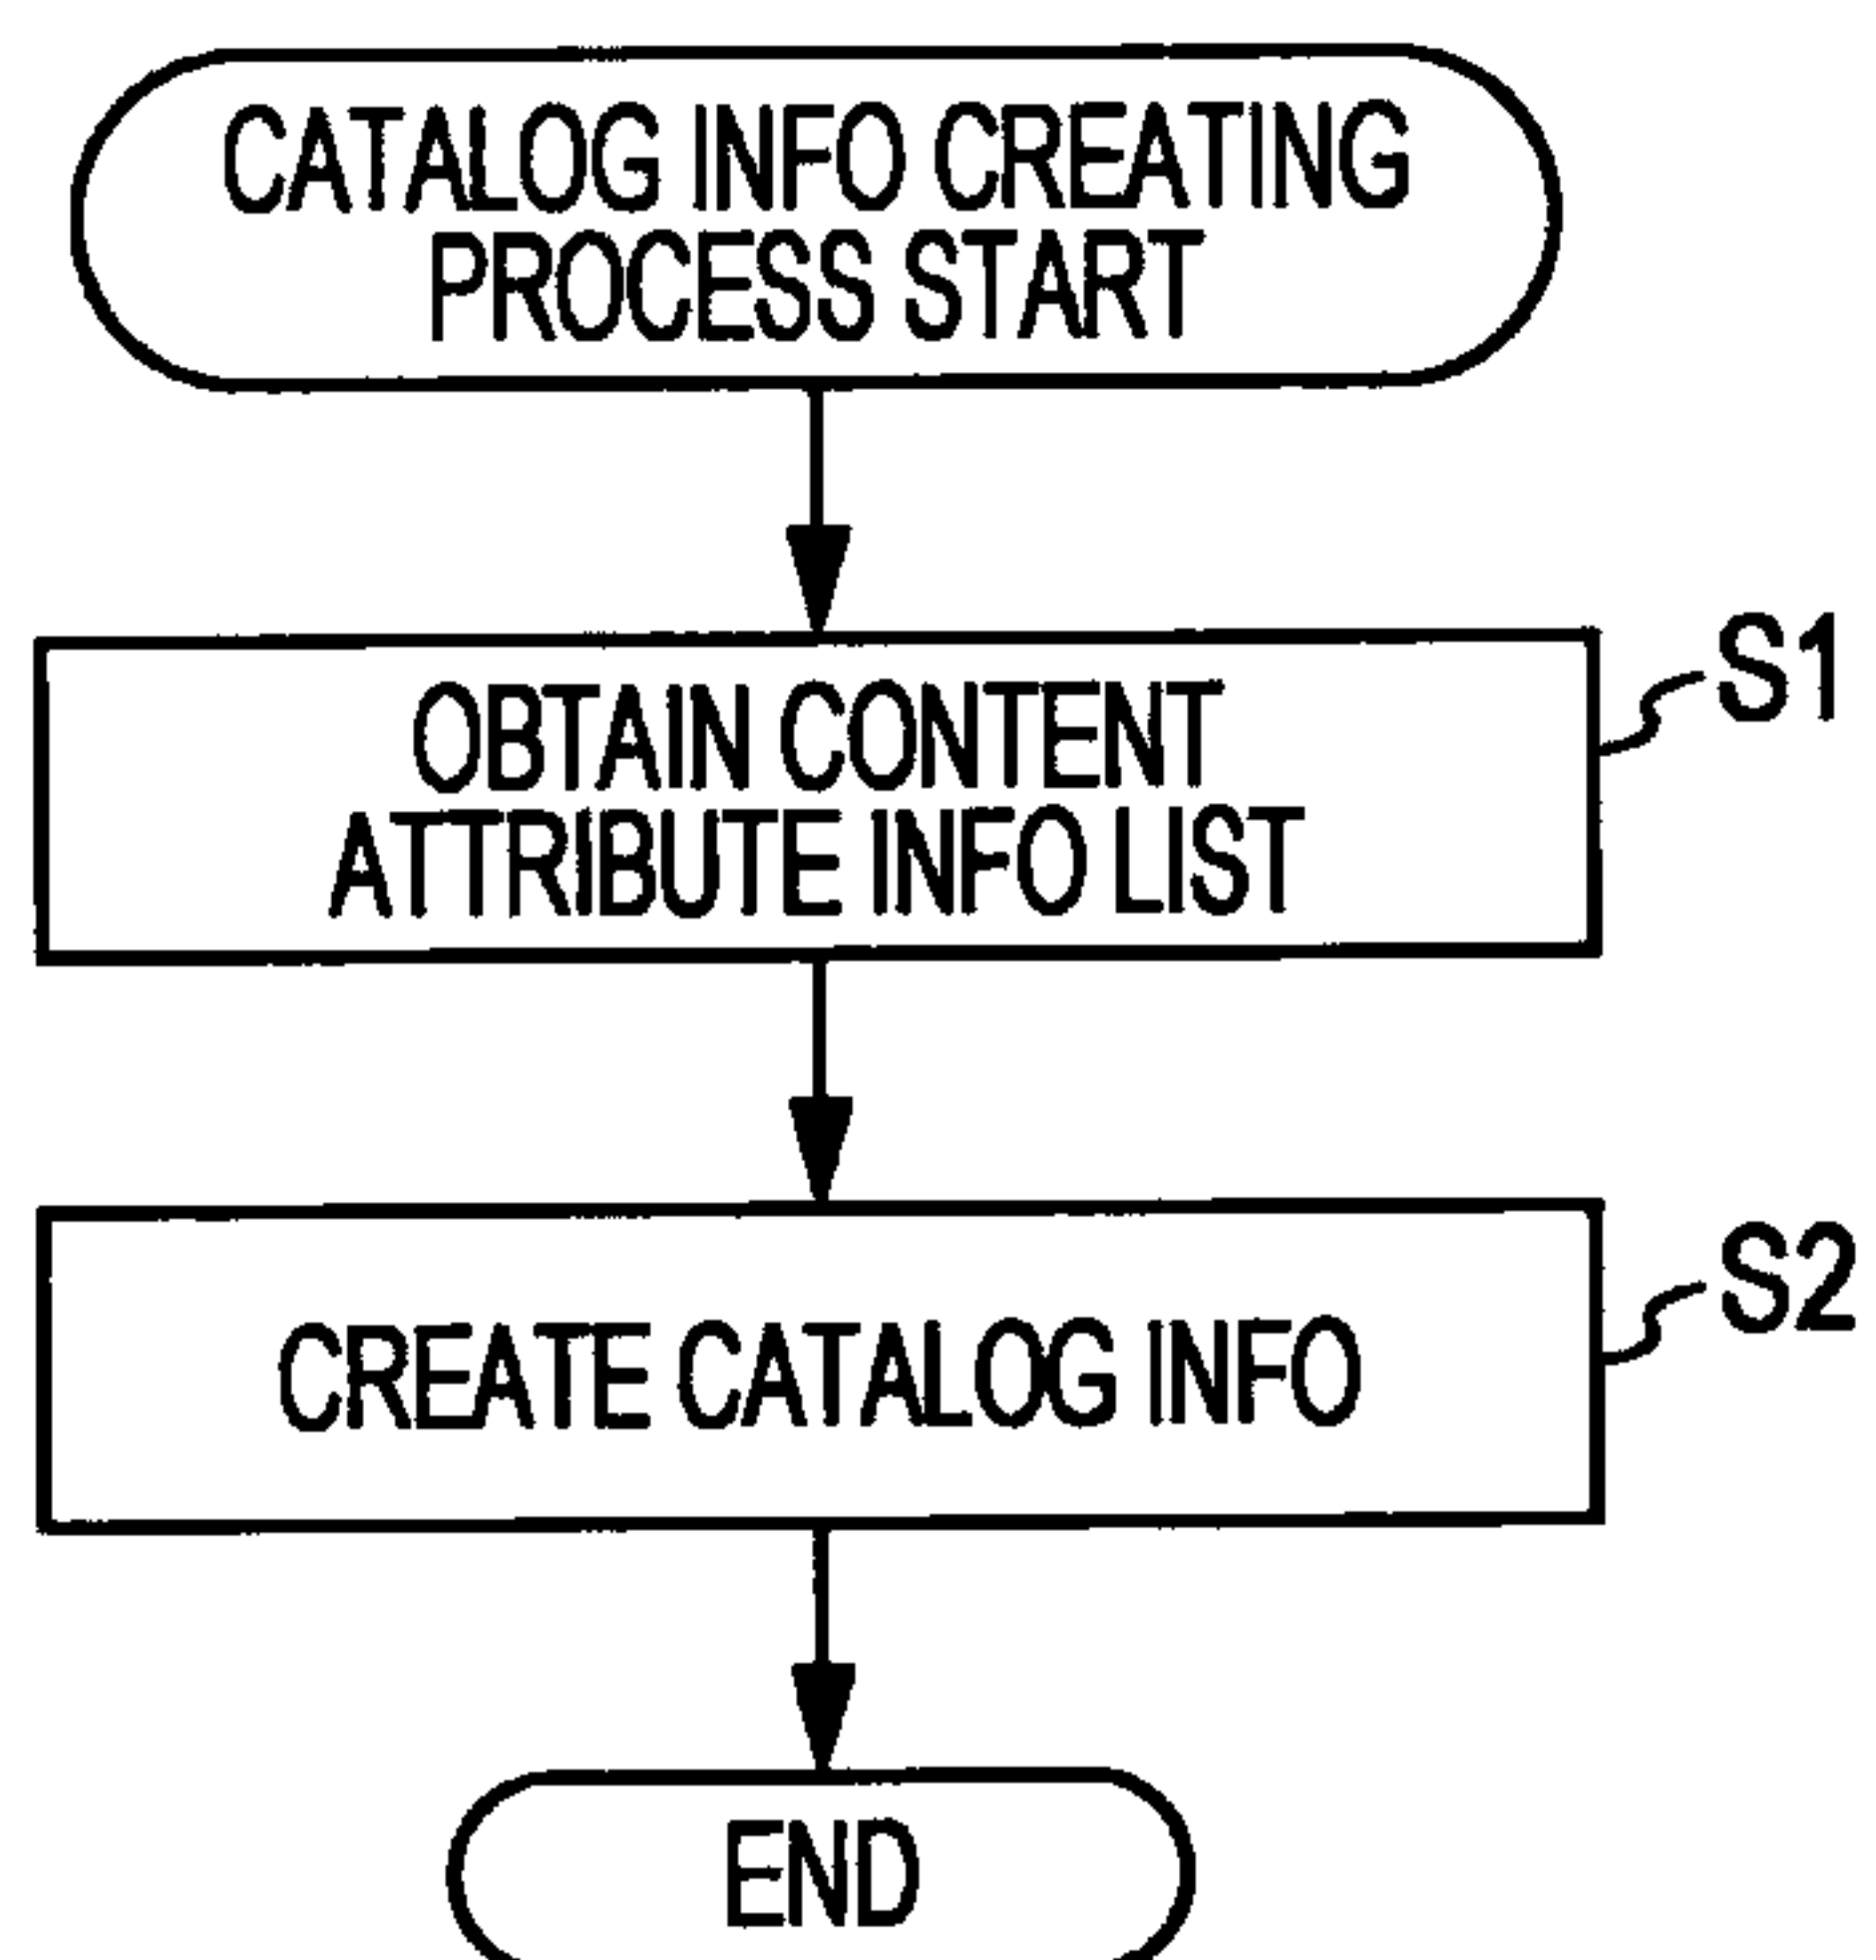 CATALOG INFO CREATING
PROCESS START
S1
OBTAIN CONTENT
ATTRIBUTE INFO LIST
S2
CREATE CATALOG INFO
END